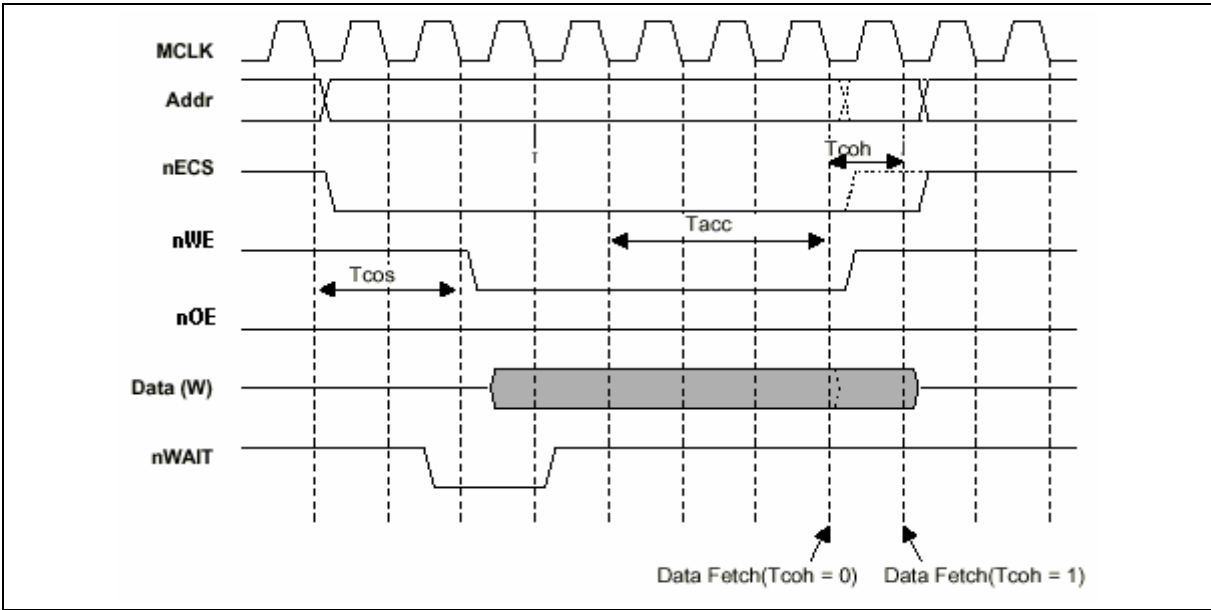 MCLK
Addr
T
Tcoh
nECS
Tacc
nWE
Tcos
nOE
Data (W)
nWAIT
Data Fetch(Tcoh = 0) Data Fetch(Tcoh = 1)